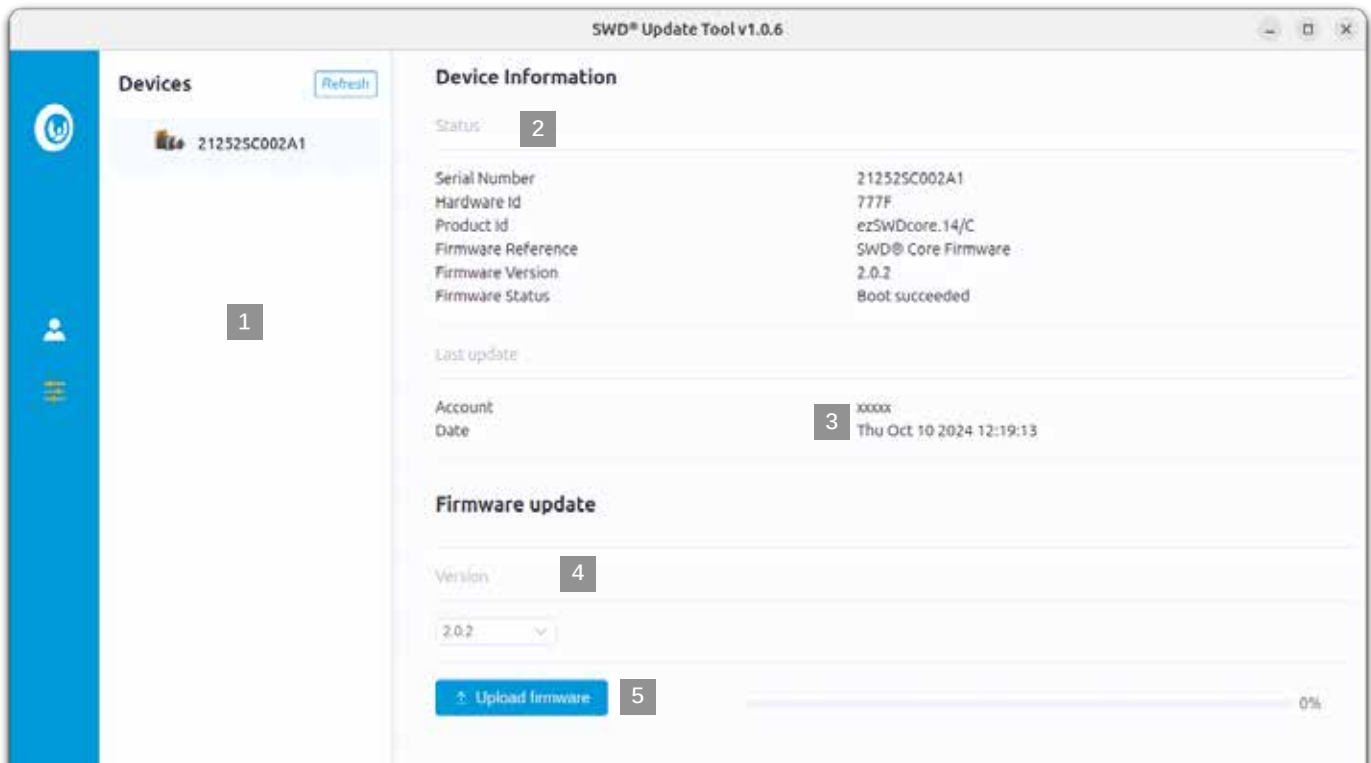 SWD® Update Tool v1.0.6
Devices
Refresh
21252SC002A1
1
Device Information
Status
2
Serial Number 21252SC002A1
Hardware Id 777F
Product Id ezSWDcore.14/C
Firmware Reference SWD® Core Firmware
Firmware Version 2.0.2
Firmware Status Boot succeeded
Last update
Account xxxxx
3
Date Thu Oct 10 2024 12:19:13
Firmware update
Version
4
2.0.2
Upload firmware
5
0%